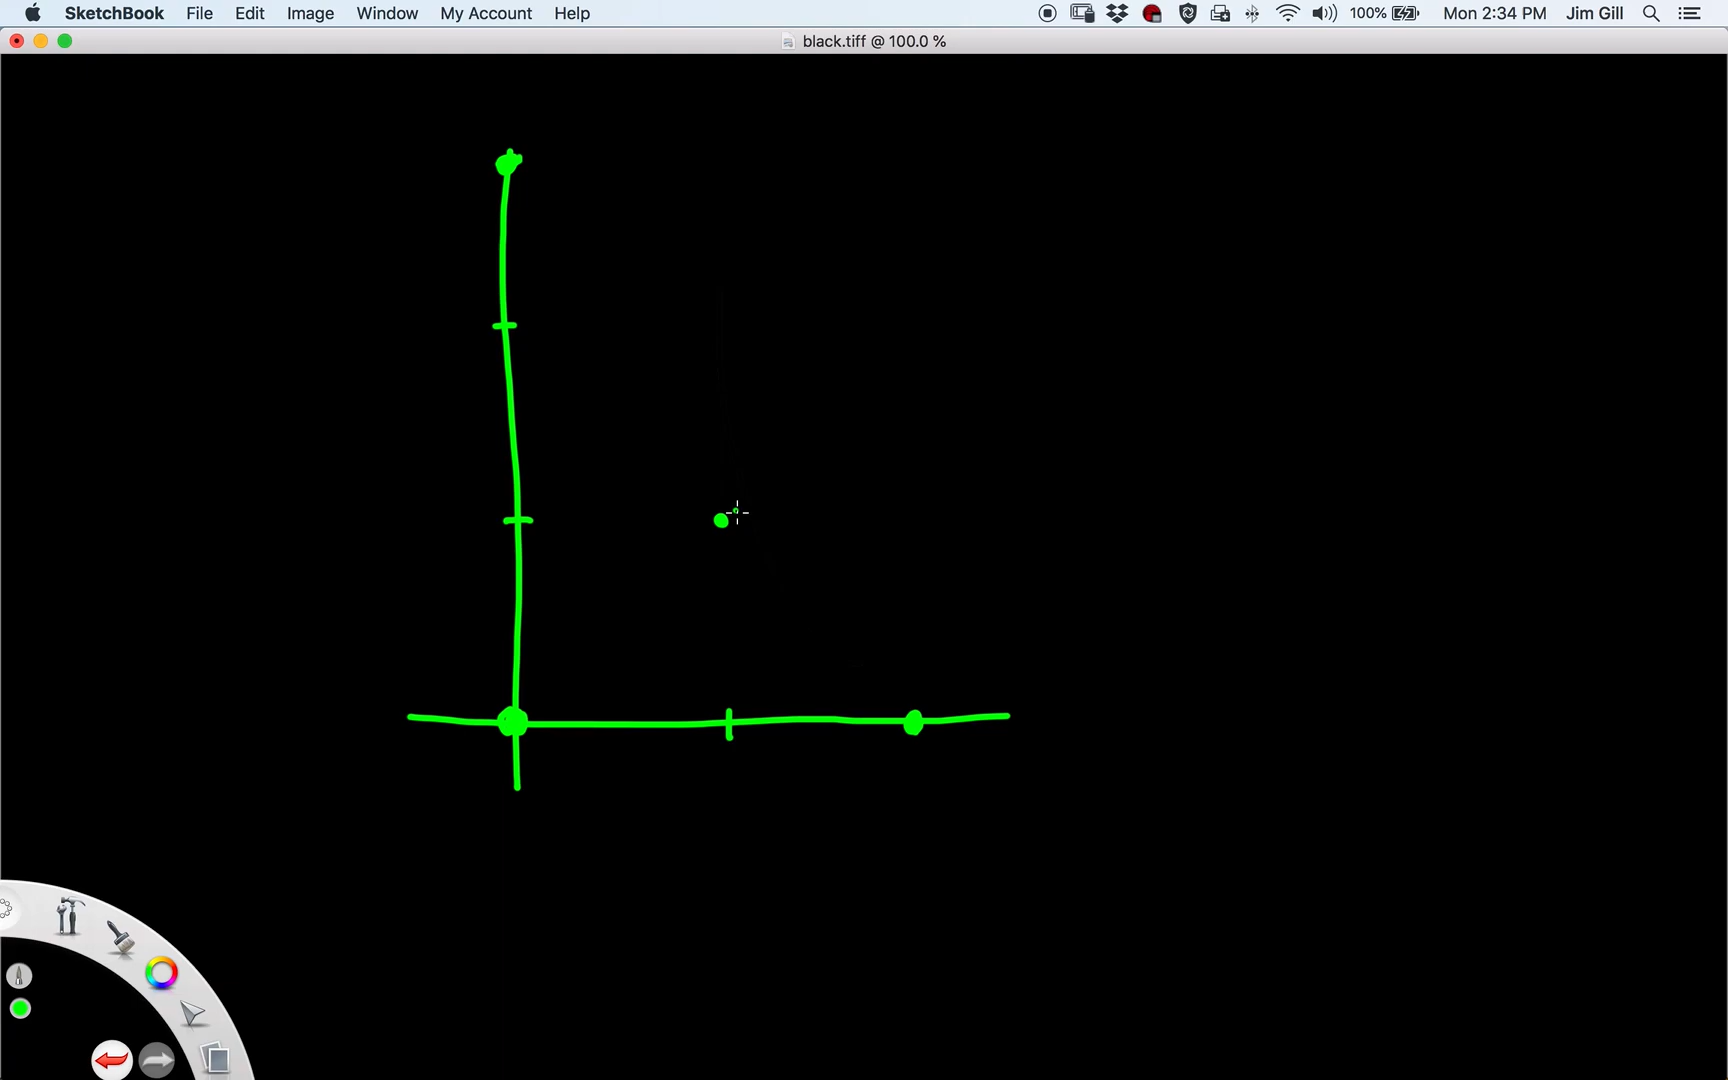 SketchBook File Edit Image Window My Account Help 100% Mon 2:34 PM Jim Gill
black.tiff @ 100.0 %